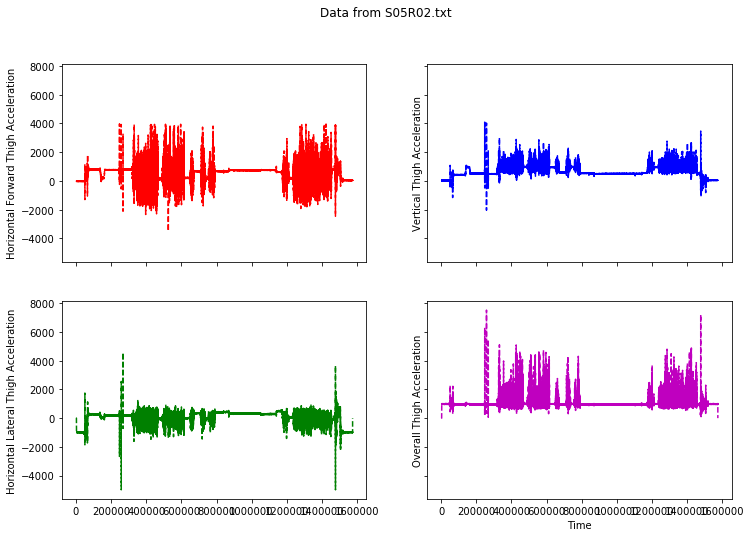 Data from S05R02.txt
Horizontal Forward Thigh Acceleration
8000
6000
4000
2000
0
−2000
−4000
Vertical Thigh Acceleration
Horizontal Lateral Thigh Acceleration
8000
6000
4000
2000
0
−2000
−4000
0 200000 400000 600000 800000 1000000 1200000 1400000 1600000
Overall Thigh Acceleration
0 200000 400000 600000 800000 1000000 1200000 1400000 1600000
Time